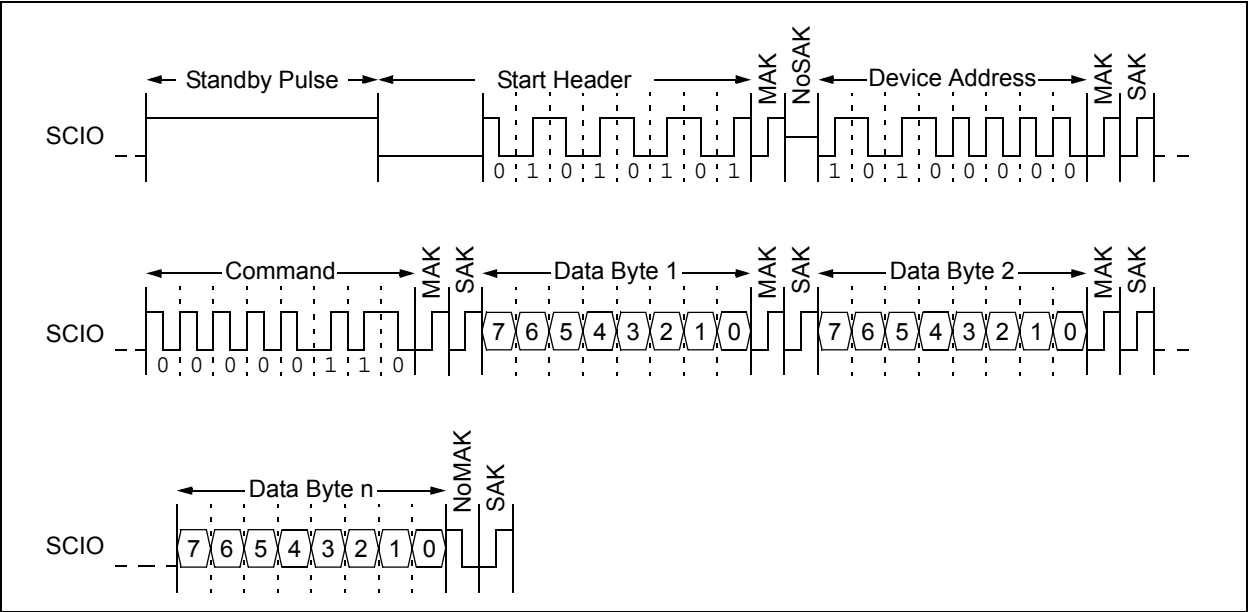 Standby Pulse Start Header MAK NoSAK Device Address MAK SAK
SCIO
0 1 0 1 0 1 0 1 1 0 1 0 0 0 0 0
Command MAK SAK Data Byte 1 MAK SAK Data Byte 2 MAK SAK
SCIO 7 6 5 4 3 2 1 0 7 6 5 4 3 2 1 0
0 0 0 0 0 1 1 0
Data Byte n NoMAK SAK
SCIO 7 6 5 4 3 2 1 0